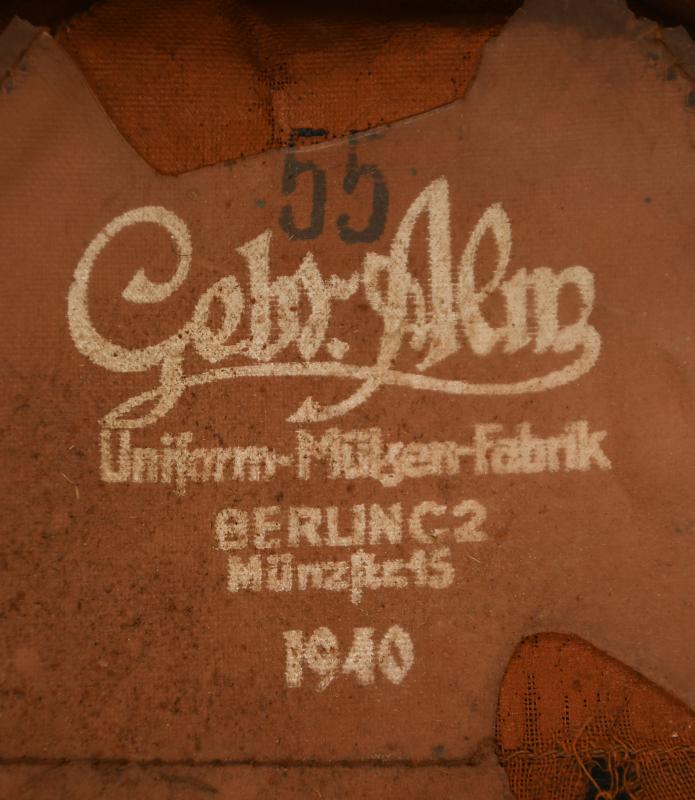 55
Gebr. Alm
Uniform-Mützen-Fabrik
BERLIN C2
Münzstr. 15
1940